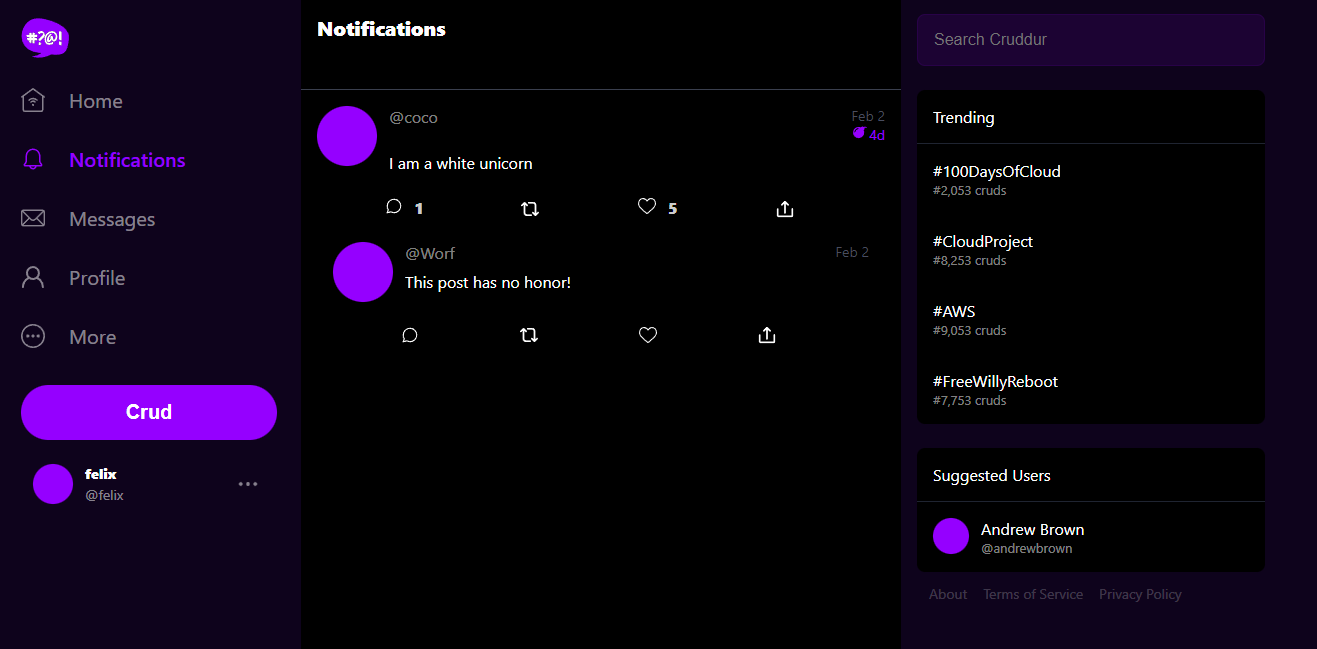 #?@!
Home
Notifications
Messages
Profile
More
Crud
felix
@felix
Notifications
@coco
Feb 2
4d
I am a white unicorn
1
5
@Worf
Feb 2
This post has no honor!
Search Cruddur
Trending
#100DaysOfCloud
#2,053 cruds
#CloudProject
#8,253 cruds
#AWS
#9,053 cruds
#FreeWillyReboot
#7,753 cruds
Suggested Users
Andrew Brown
@andrewbrown
About Terms of Service Privacy Policy